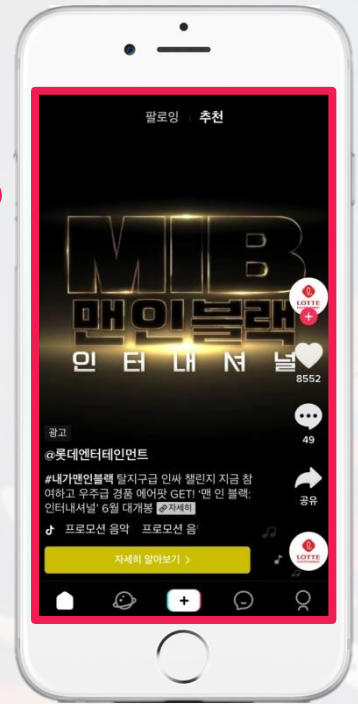 팔로잉 추천
MIB
맨인블랙
인터내셔널
LOTTE
8552
49
공유
광고
@롯데엔터테인먼트
#내가맨인블랙 탈지구급 인싸 챌린지 지금 참
여하고 우주급 경품 에어팟 GET! '맨 인 블랙:
인터내셔널' 6월 대개봉 자세히
프로모션 음악 프로모션 음
자세히 알아보기 >
LOTTE